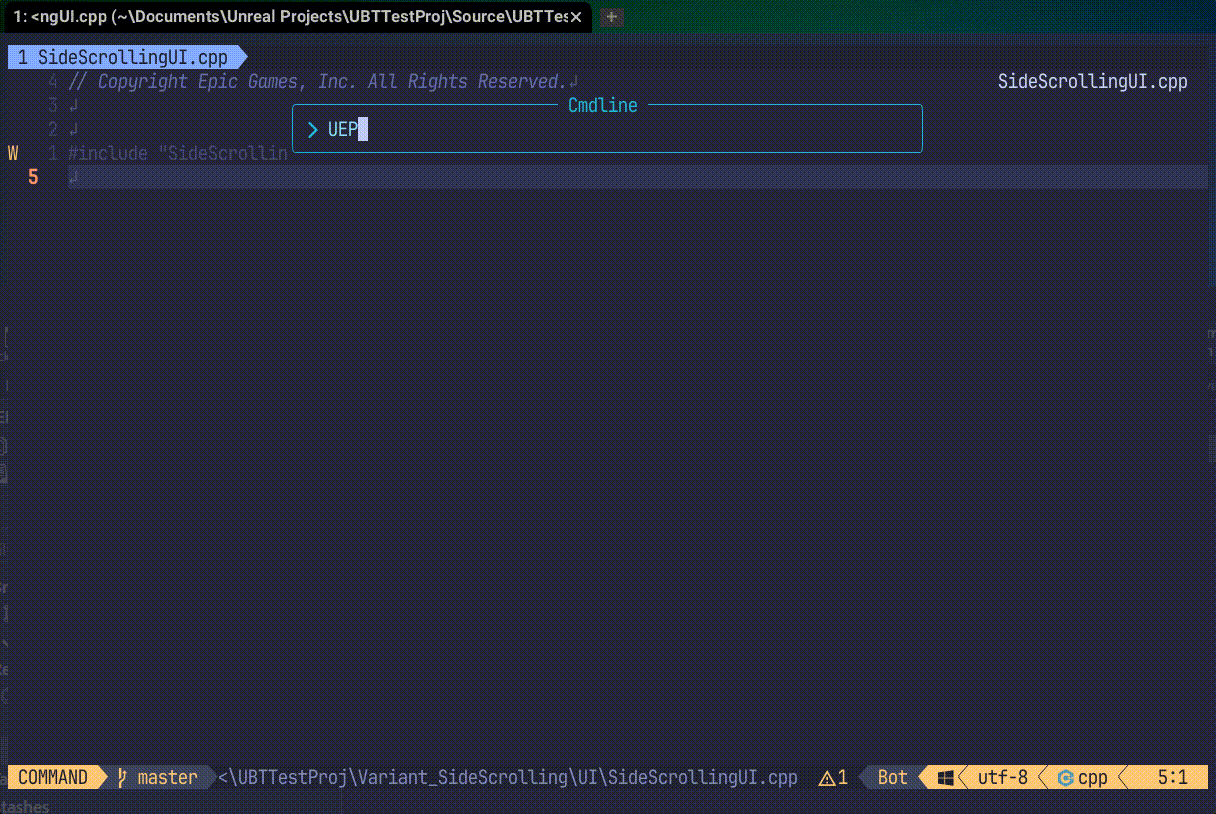 1: <ngUI.cpp (~\Documents\Unreal Projects\UBTTestProj\Source\UBTTes× +
1 SideScrollingUI.cpp
4 // Copyright Epic Games, Inc. All Rights Reserved.↲
SideScrollingUI.cpp
3 ↲
Cmdline
2 ↲
> UEP
W 1 #include "SideScrollin
5 ↲
COMMAND master <\UBTTestProj\Variant_SideScrolling\UI\SideScrollingUI.cpp ⚠1 Bot < utf-8 < cpp < 5:1
tashes